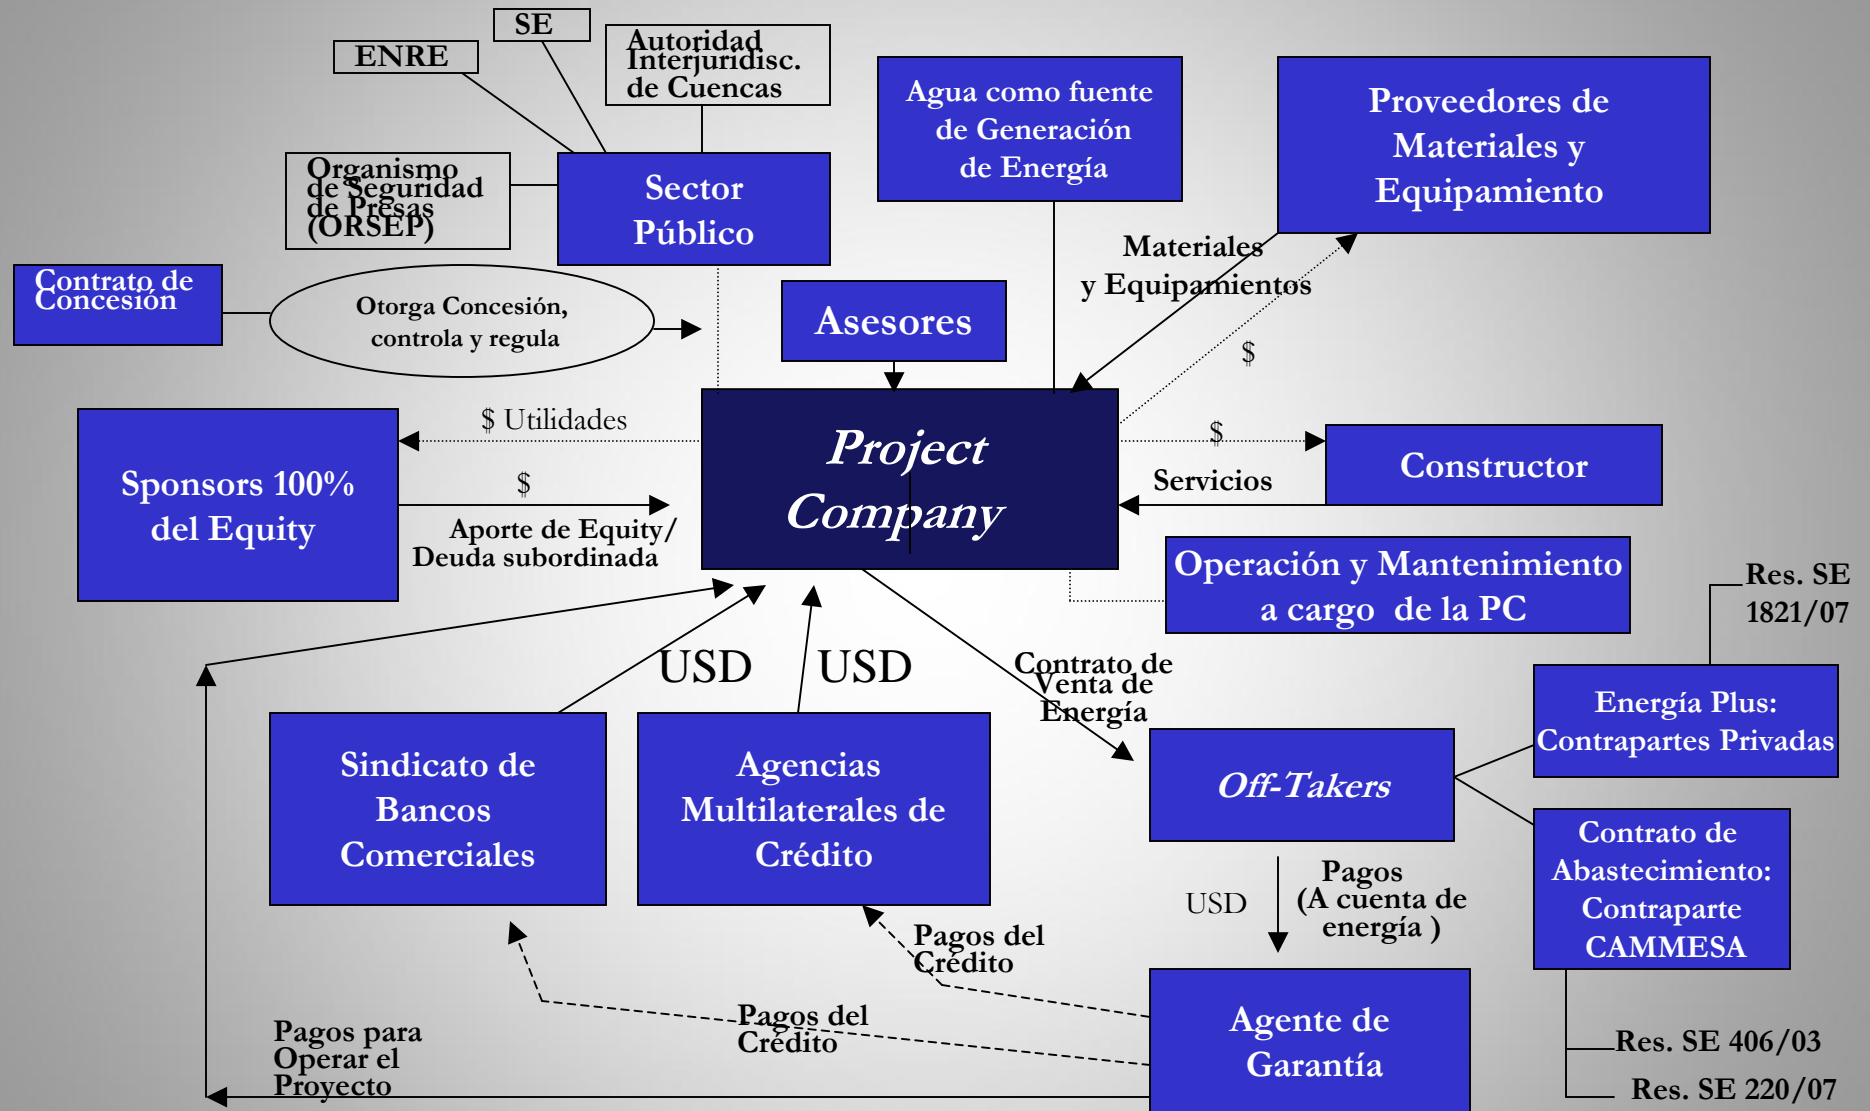 SE
ENRE
Autoridad
Interjuridisc.
de Cuencas
Agua como fuente
de Generación
de Energía
Proveedores de
Materiales y
Equipamiento
Organismo
de Seguridad
de Presas
(ORSEP)
Sector
Público
Materiales
y Equipamientos
Contrato de
Concesión
Otorga Concesión,
controla y regula
Asesores
$
$ Utilidades
Project
Company
$
Constructor
Servicios
Sponsors 100%
del Equity
$
Aporte de Equity/
Deuda subordinada
Operación y Mantenimiento
a cargo de la PC
Res. SE
1821/07
USD
USD
Contrato de
Venta de
Energía
Energía Plus:
Contrapartes Privadas
Sindicato de
Bancos
Comerciales
Agencias
Multilaterales de
Crédito
Off-Takers
Contrato de
Abastecimiento:
Contraparte
CAMMESA
USD
Pagos
(A cuenta de
energía )
Pagos del
Crédito
Pagos del
Crédito
Pagos para
Operar el
Proyecto
Agente de
Garantía
Res. SE 406/03
Res. SE 220/07